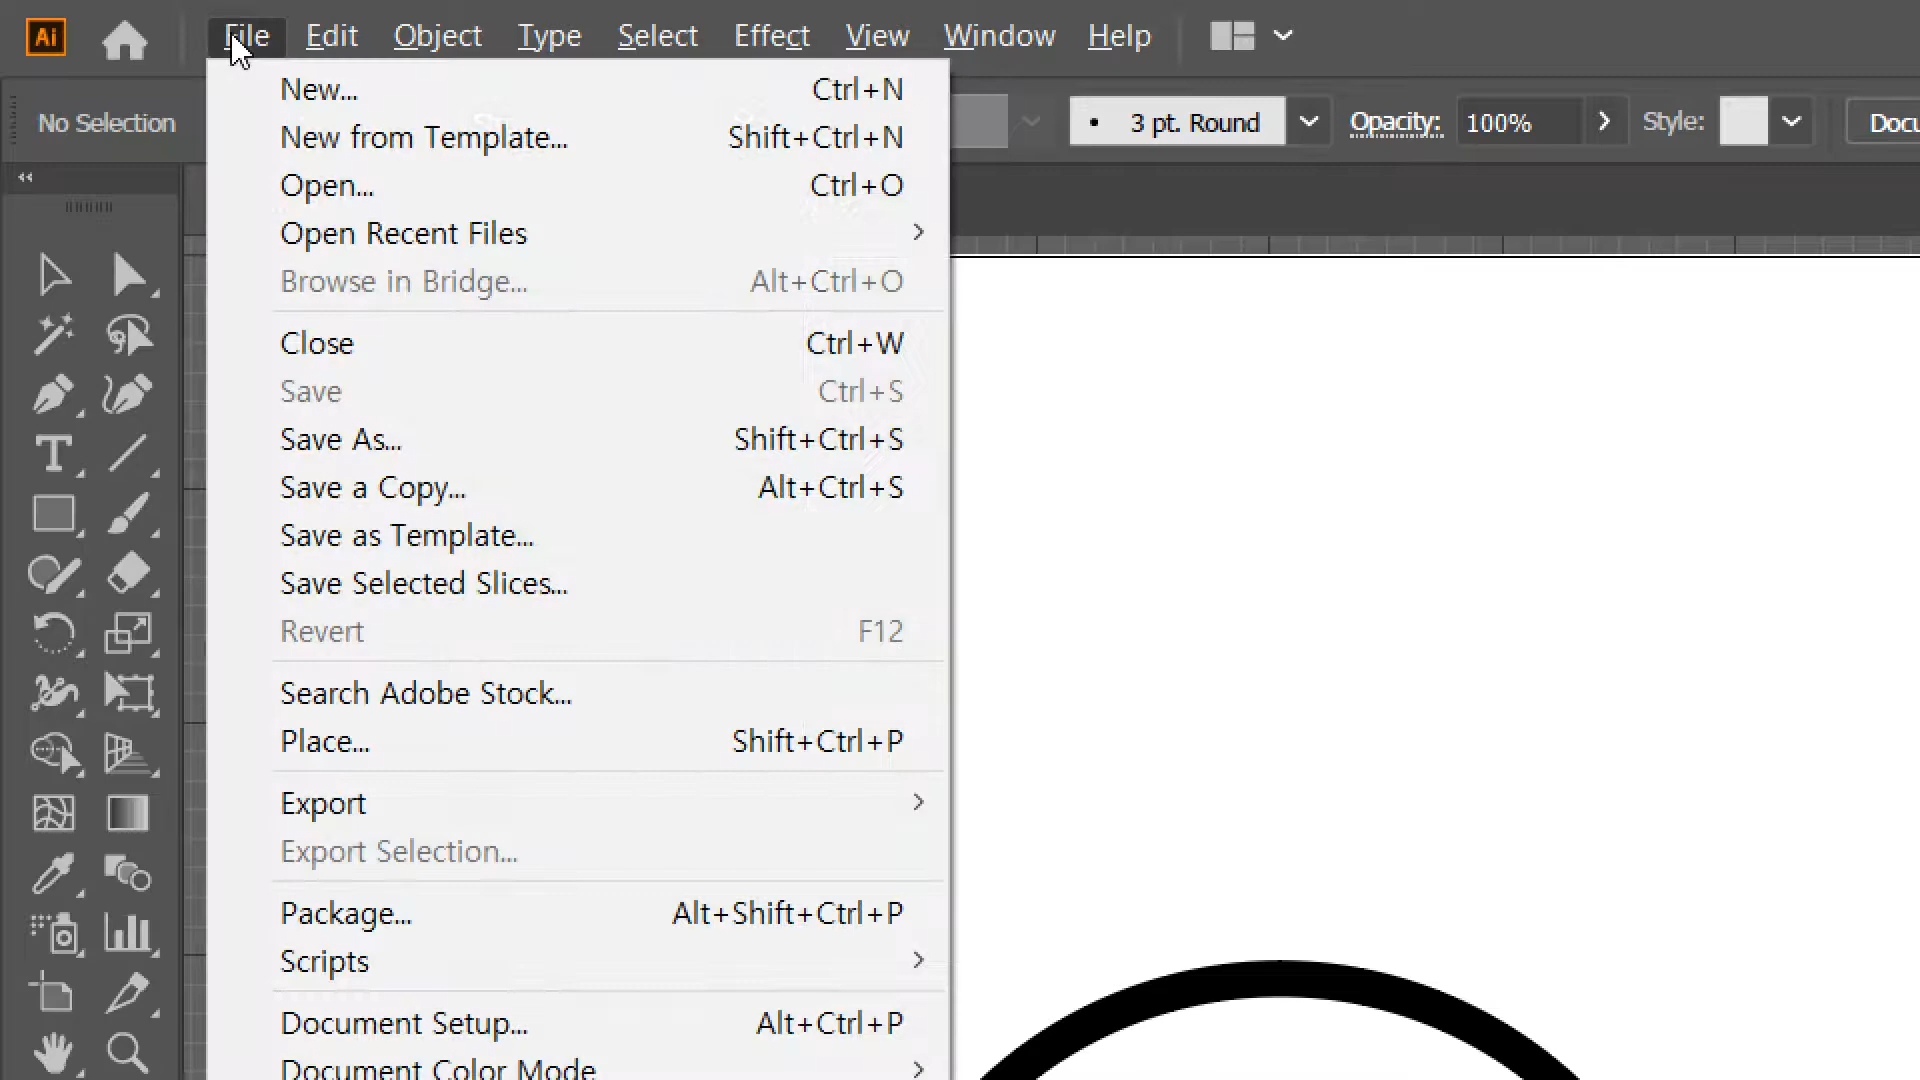 Ai File Edit Object Type Select Effect View Window Help
No Selection • 3 pt. Round Opacity: 100% Style: Docu
New... Ctrl+N
New from Template... Shift+Ctrl+N
Open... Ctrl+O
Open Recent Files
Browse in Bridge... Alt+Ctrl+O
Close Ctrl+W
Save Ctrl+S
Save As... Shift+Ctrl+S
Save a Copy... Alt+Ctrl+S
Save as Template...
Save Selected Slices...
Revert F12
Search Adobe Stock...
Place... Shift+Ctrl+P
Export
Export Selection...
Package... Alt+Shift+Ctrl+P
Scripts
Document Setup... Alt+Ctrl+P
Document Color Mode